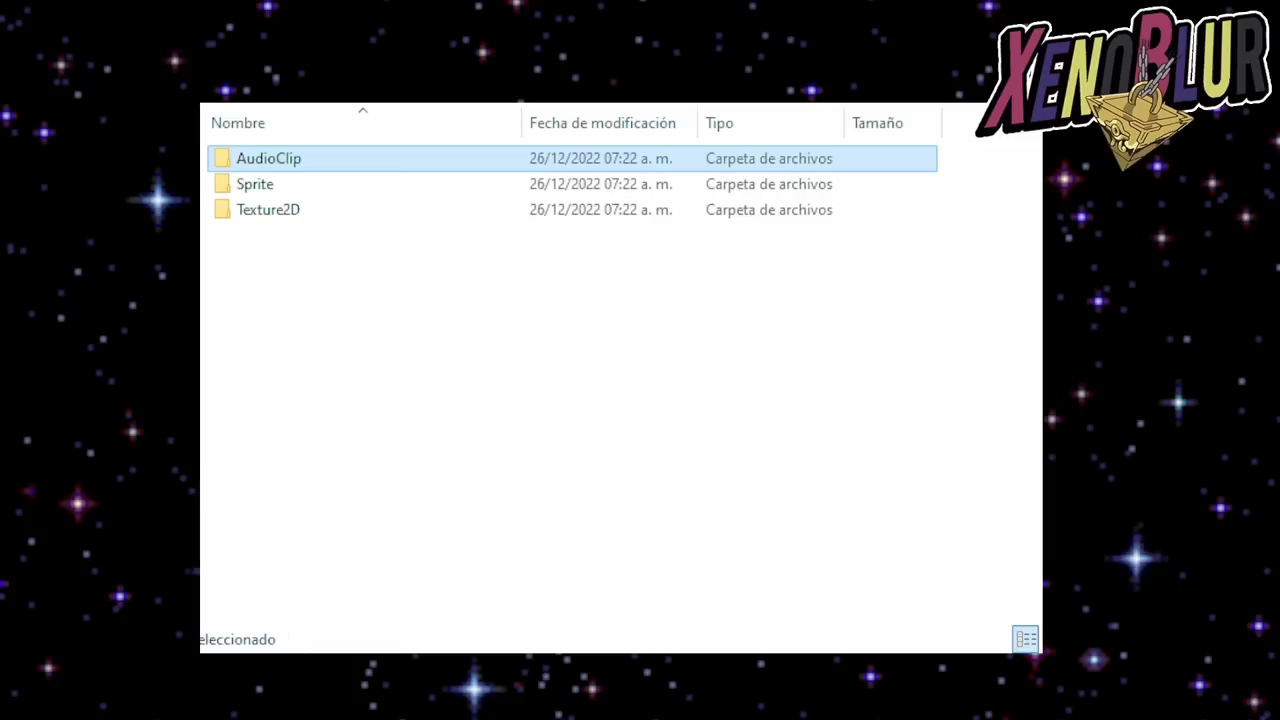 XENOBLUR
Nombre Fecha de modificación Tipo Tamaño
AudioClip 26/12/2022 07:22 a. m. Carpeta de archivos
Sprite 26/12/2022 07:22 a. m. Carpeta de archivos
Texture2D 26/12/2022 07:22 a. m. Carpeta de archivos
eleccionado